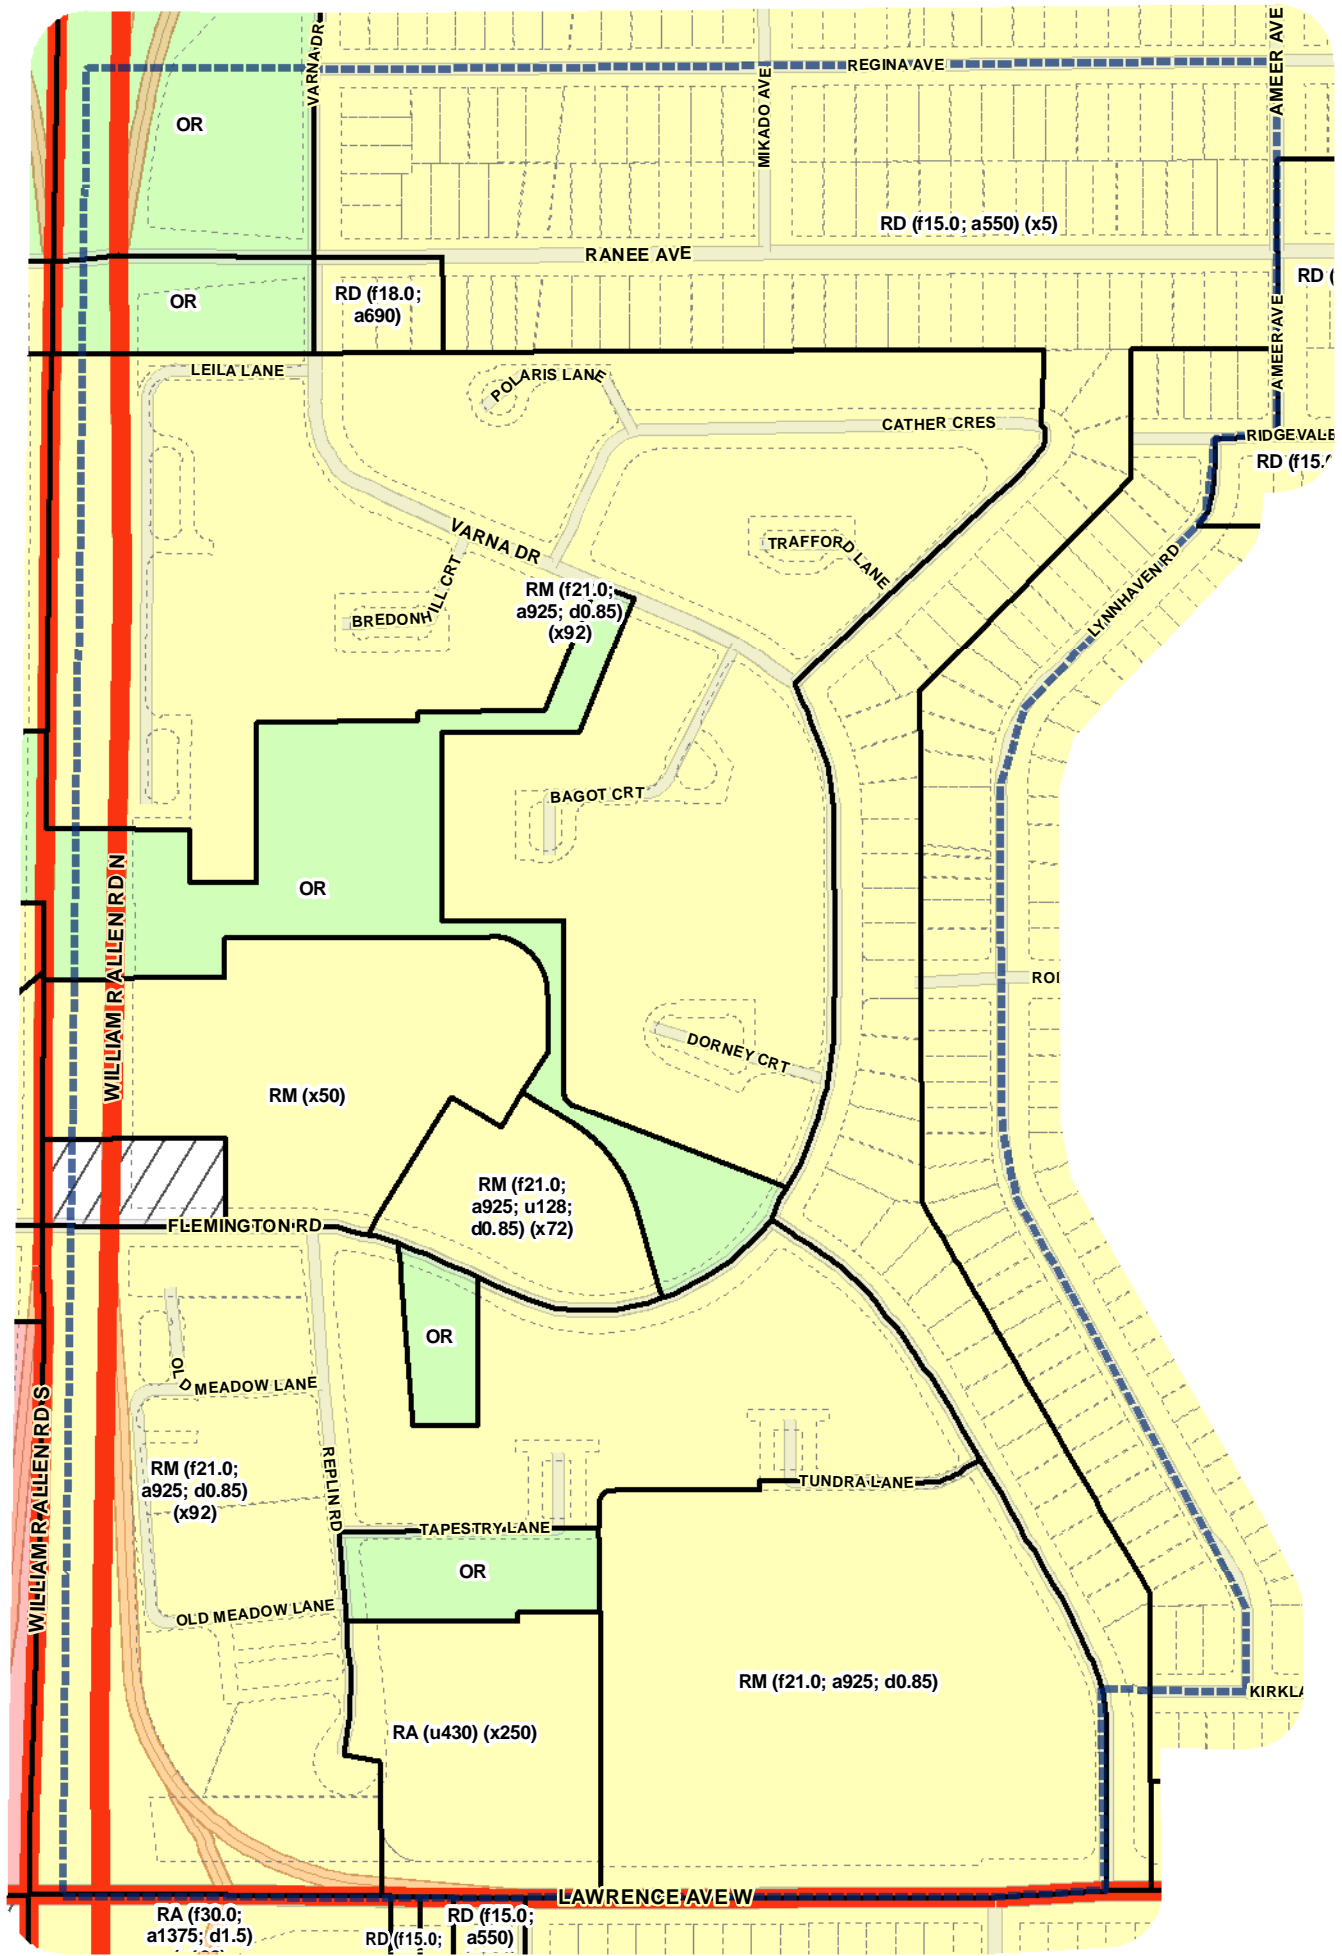 VARNA DR
AMEER AVE
REGINA AVE
MIKADO AVE
OR
RD (f15.0; a550) (x5)
RANEE AVE
RD (
OR
RD (f18.0;
a690)
AMEER AVE
LEILA LANE
POLARIS LANE
CATHER CRES
RIDGEVALE
RD (f15.0
VARNA DR
TRAFFORD LANE
BREDONHILL CRT
RM (f21.0;
a925; d0.85)
(x92)
LYNNHAVEN RD
BAGOT CRT
WILLIAM R ALLEN RD N
OR
DORNEY CRT
RM (x50)
RM (f21.0;
a925; u128;
d0.85) (x72)
FLEMINGTON RD
OR
OLD MEADOW LANE
WILLIAM R ALLEN RD S
REPLIN RD
RM (f21.0;
a925; d0.85)
(x92)
TUNDRA LANE
TAPESTRY LANE
OR
OLD MEADOW LANE
RM (f21.0; a925; d0.85)
KIRKLA
RA (u430) (x250)
LAWRENCE AVE W
RA (f30.0;
a1375; d1.5)
RD (f15.0;
RD (f15.0;
a550)